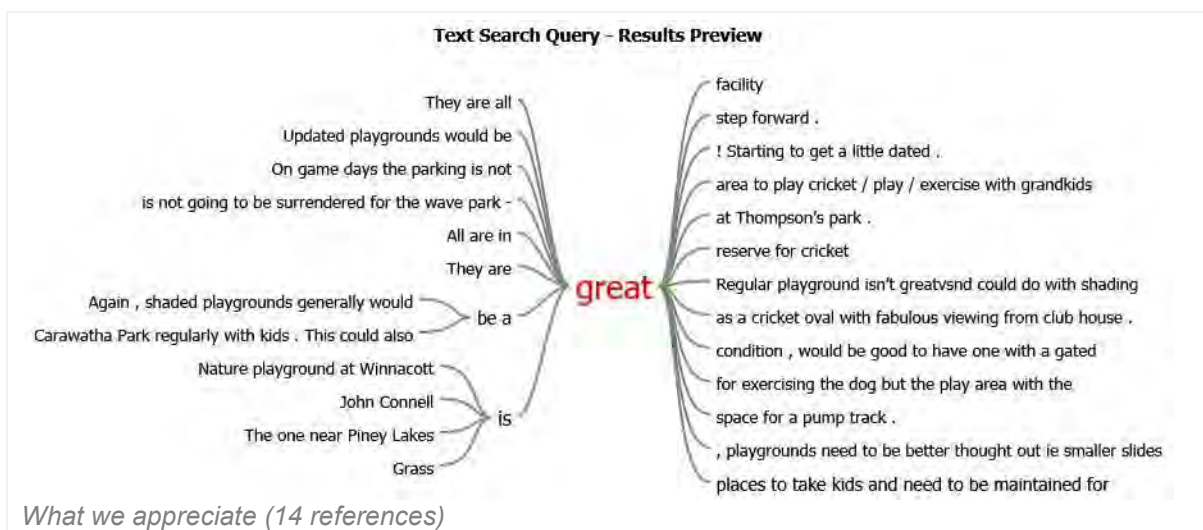 Text Search Query - Results Preview
They are all
Updated playgrounds would be
On game days the parking is not
is not going to be surrendered for the wave park -
All are in
They are
Again , shaded playgrounds generally would
Carawatha Park regularly with kids . This could also
be a
Nature playground at Winnacott
John Connell
The one near Piney Lakes
Grass
is
great
facility
step forward .
! Starting to get a little dated .
area to play cricket / play / exercise with grandkids
at Thompson's park .
reserve for cricket
Regular playground isn't greatvsnd could do with shading
as a cricket oval with fabulous viewing from club house .
condition , would be good to have one with a gated
for exercising the dog but the play area with the
space for a pump track .
, playgrounds need to be better thought out ie smaller slides
places to take kids and need to be maintained for
What we appreciate (14 references)